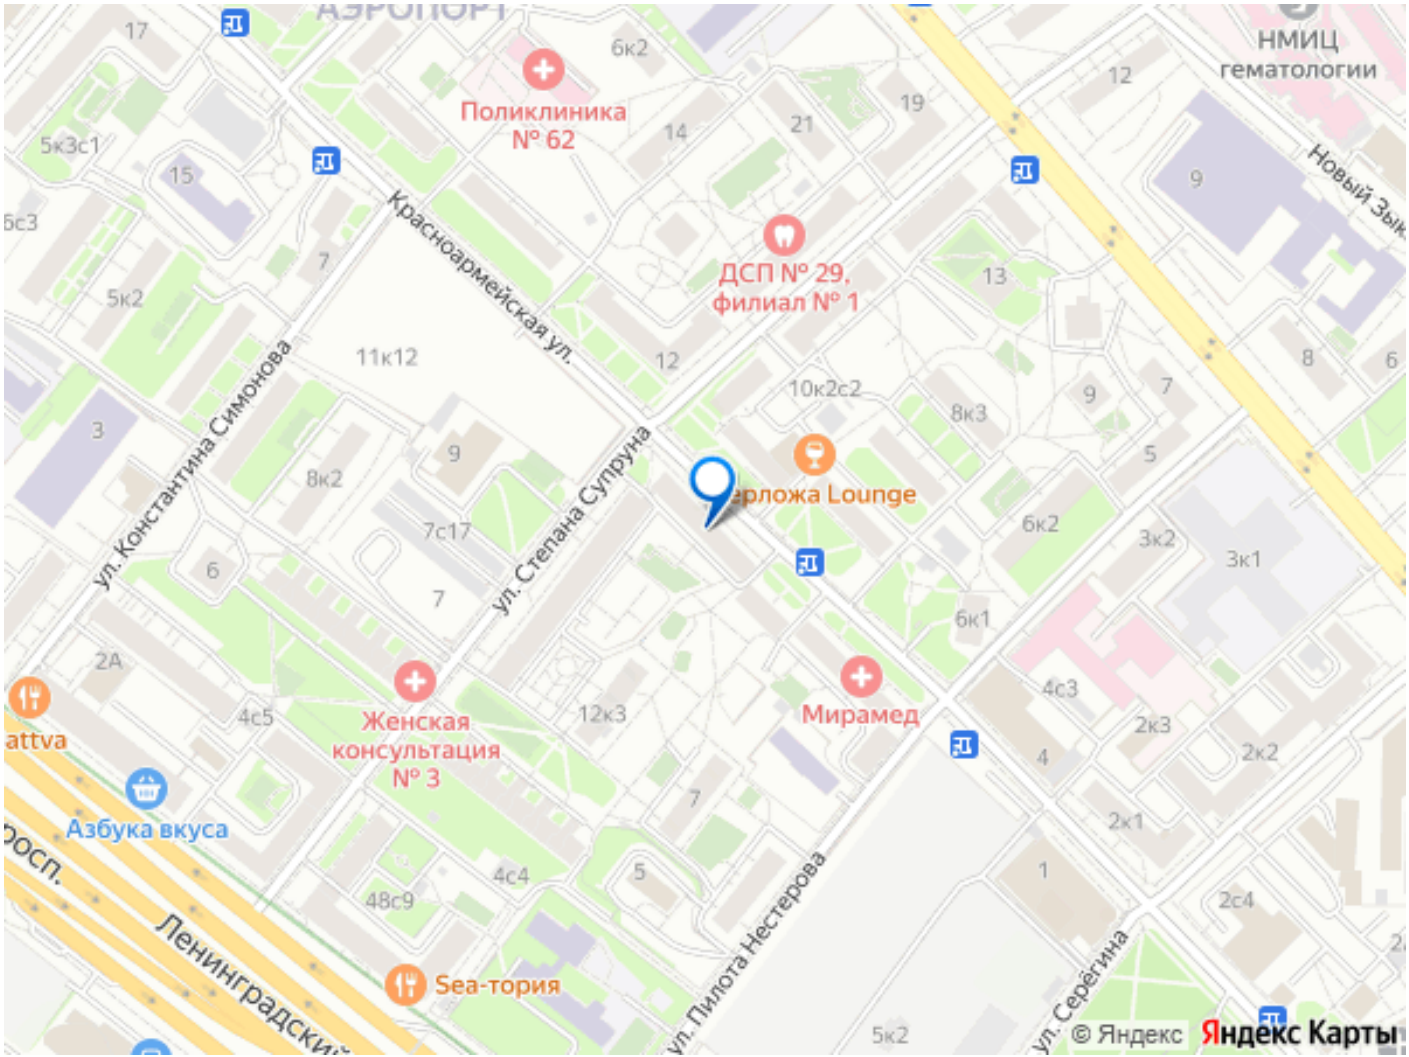 АЭРОПОРТ
17
6к2
НМИЦ
гематологии
12
Поликлиника
№ 62
14
21
19
5к3с1
15
9
Новый Зык
Красноармейская ул.
6с3
7
ДСП № 29,
филиал № 1
13
5к2
11к12
12
10к2с2
8к3
9
7
8
6
ул. Константина Симонова
3
8к2
9
5
ул. Степана Супруна
ерложа Lounge
7с17
6к2
3к2
3к1
6
7
6к1
2А
4с5
Женская
консультация
№ 3
12к3
Мирамед
4с3
4
2к3
2к2
attva
Азбука вкуса
7
2к1
росп.
4с4
5
48с9
1
2с4
Ленинградский
Sea-тория
ул. Пилота Нестерова
ул. Серёгина
5к2
© Яндекс
Яндекс Карты